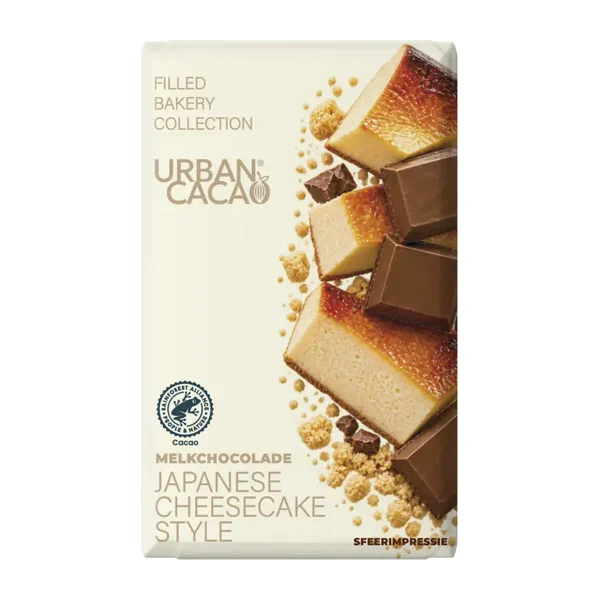 FILLED
BAKERY
COLLECTION
URBAN®
CACAO
RAINFOREST ALLIANCE
PEOPLE & NATURE
Cacao
MELKCHOCOLADE
JAPANESE
CHEESECAKE
STYLE
SFEERIMPRESSIE